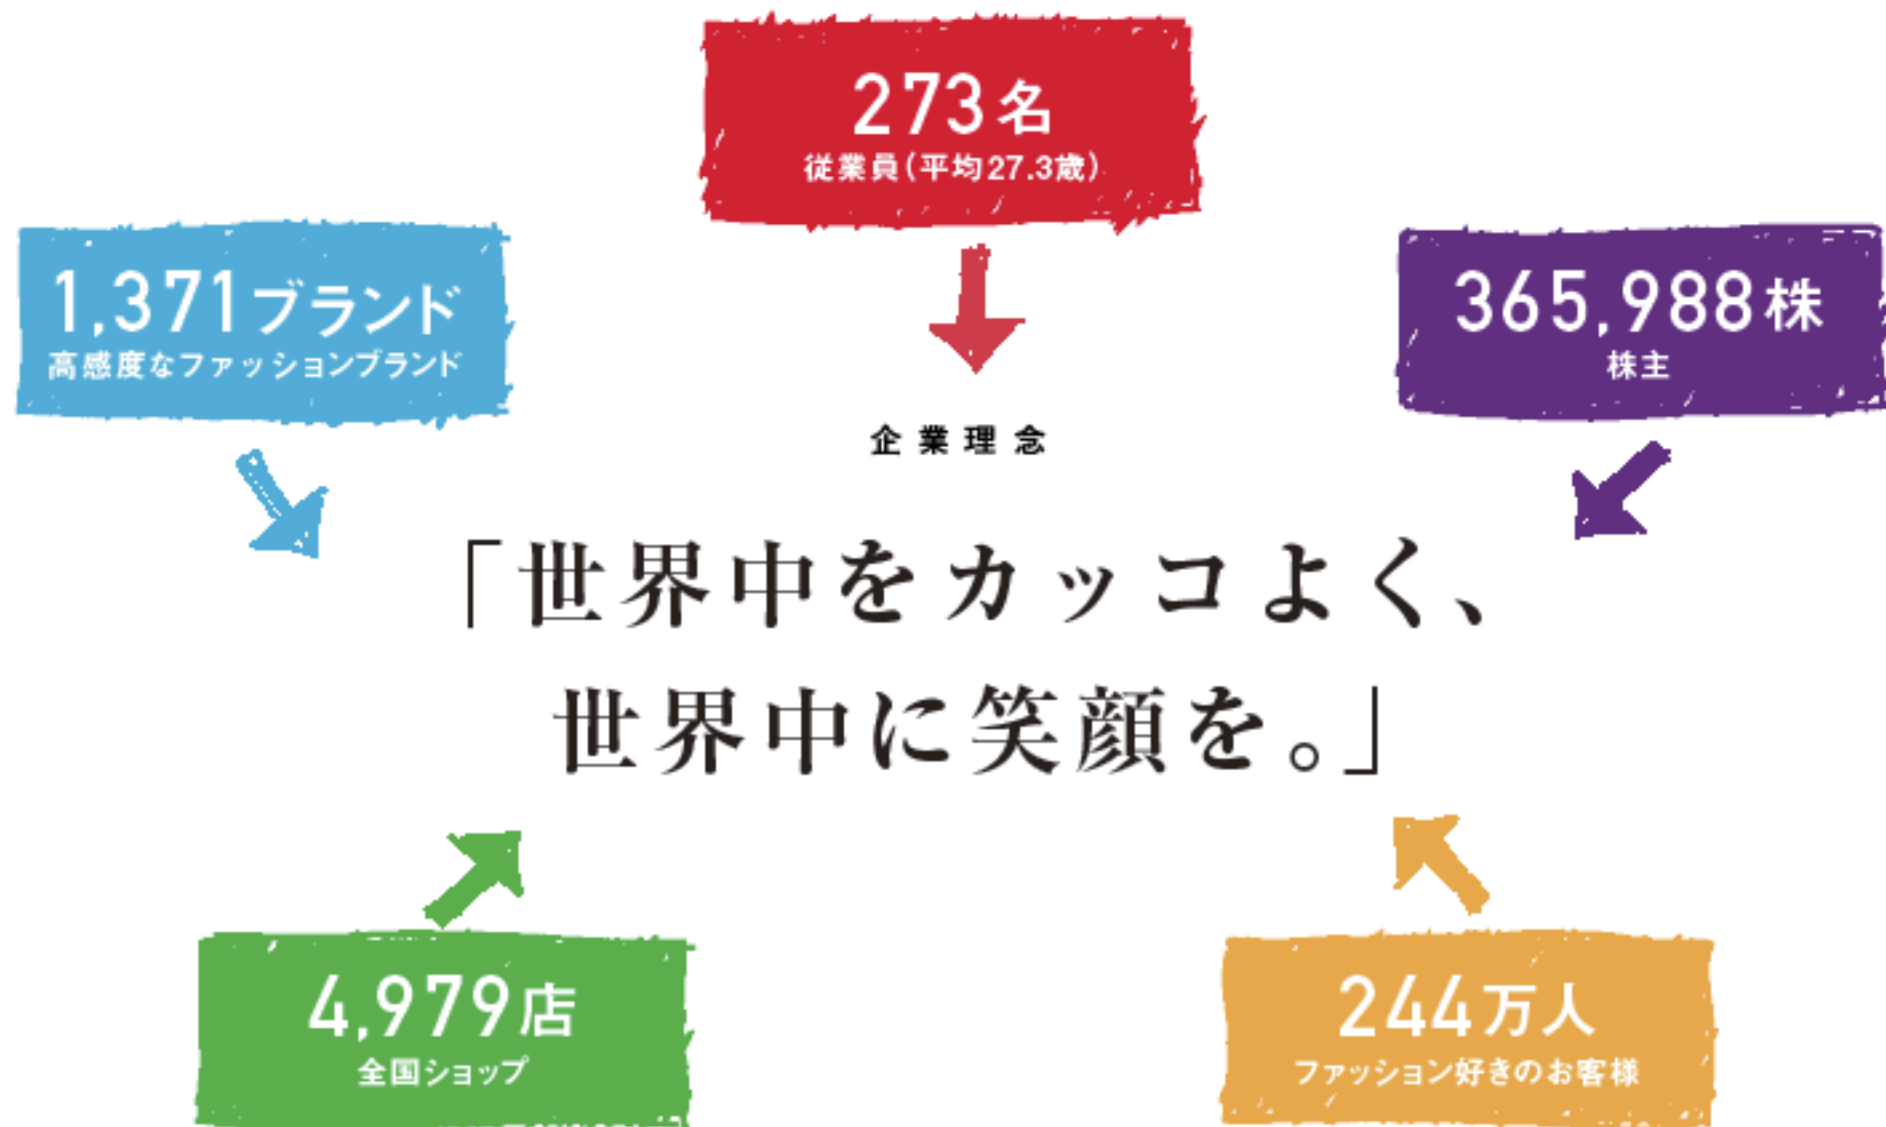 273名
従業員(平均27.3歳)
1,371ブランド
高感度なファッションブランド
365,988株
株主
企業理念
「世界中をカッコよく、
世界中に笑顔を。」
4,979店
全国ショップ
244万人
ファッション好きのお客様